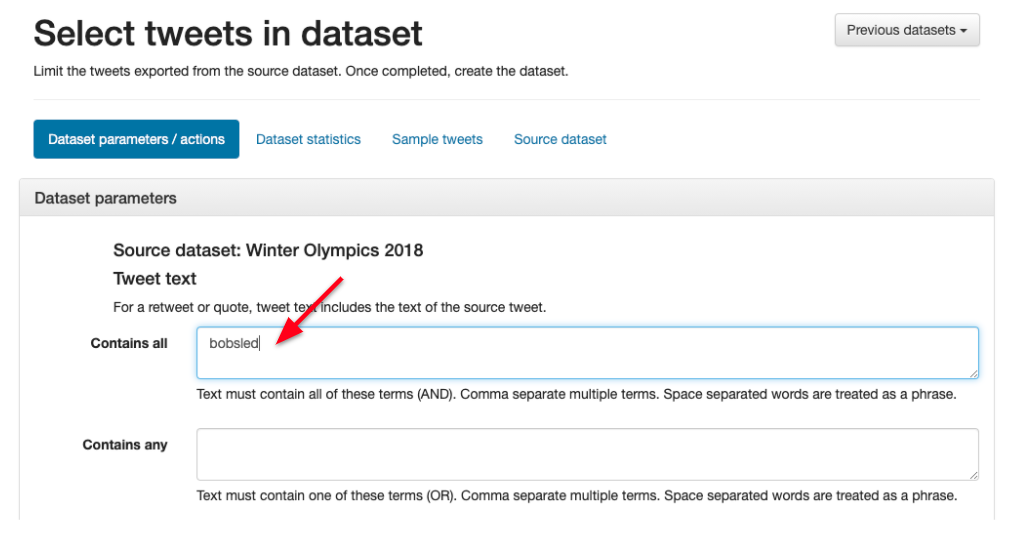 Select tweets in dataset
Previous datasets
Limit the tweets exported from the source dataset. Once completed, create the dataset.
Dataset parameters / actions
Dataset statistics
Sample tweets
Source dataset
Dataset parameters
Source dataset: Winter Olympics 2018
Tweet text
For a retweet or quote, tweet text includes the text of the source tweet.
Contains all
bobsled
Text must contain all of these terms (AND). Comma separate multiple terms. Space separated words are treated as a phrase.
Contains any
Text must contain one of these terms (OR). Comma separate multiple terms. Space separated words are treated as a phrase.